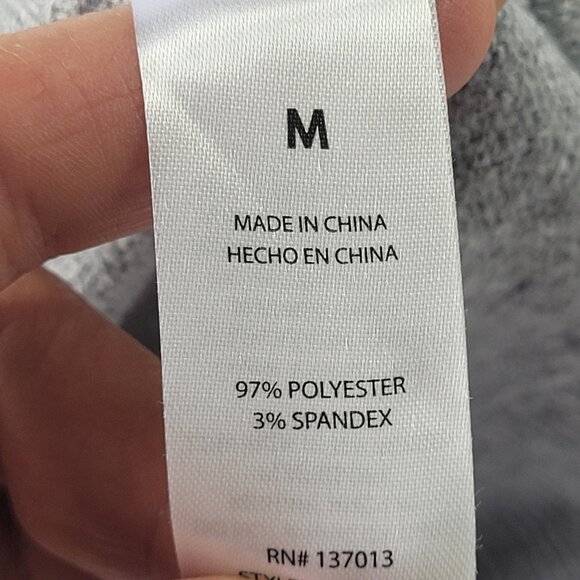 M
MADE IN CHINA
HECHO EN CHINA
97% POLYESTER
3% SPANDEX
RN# 137013